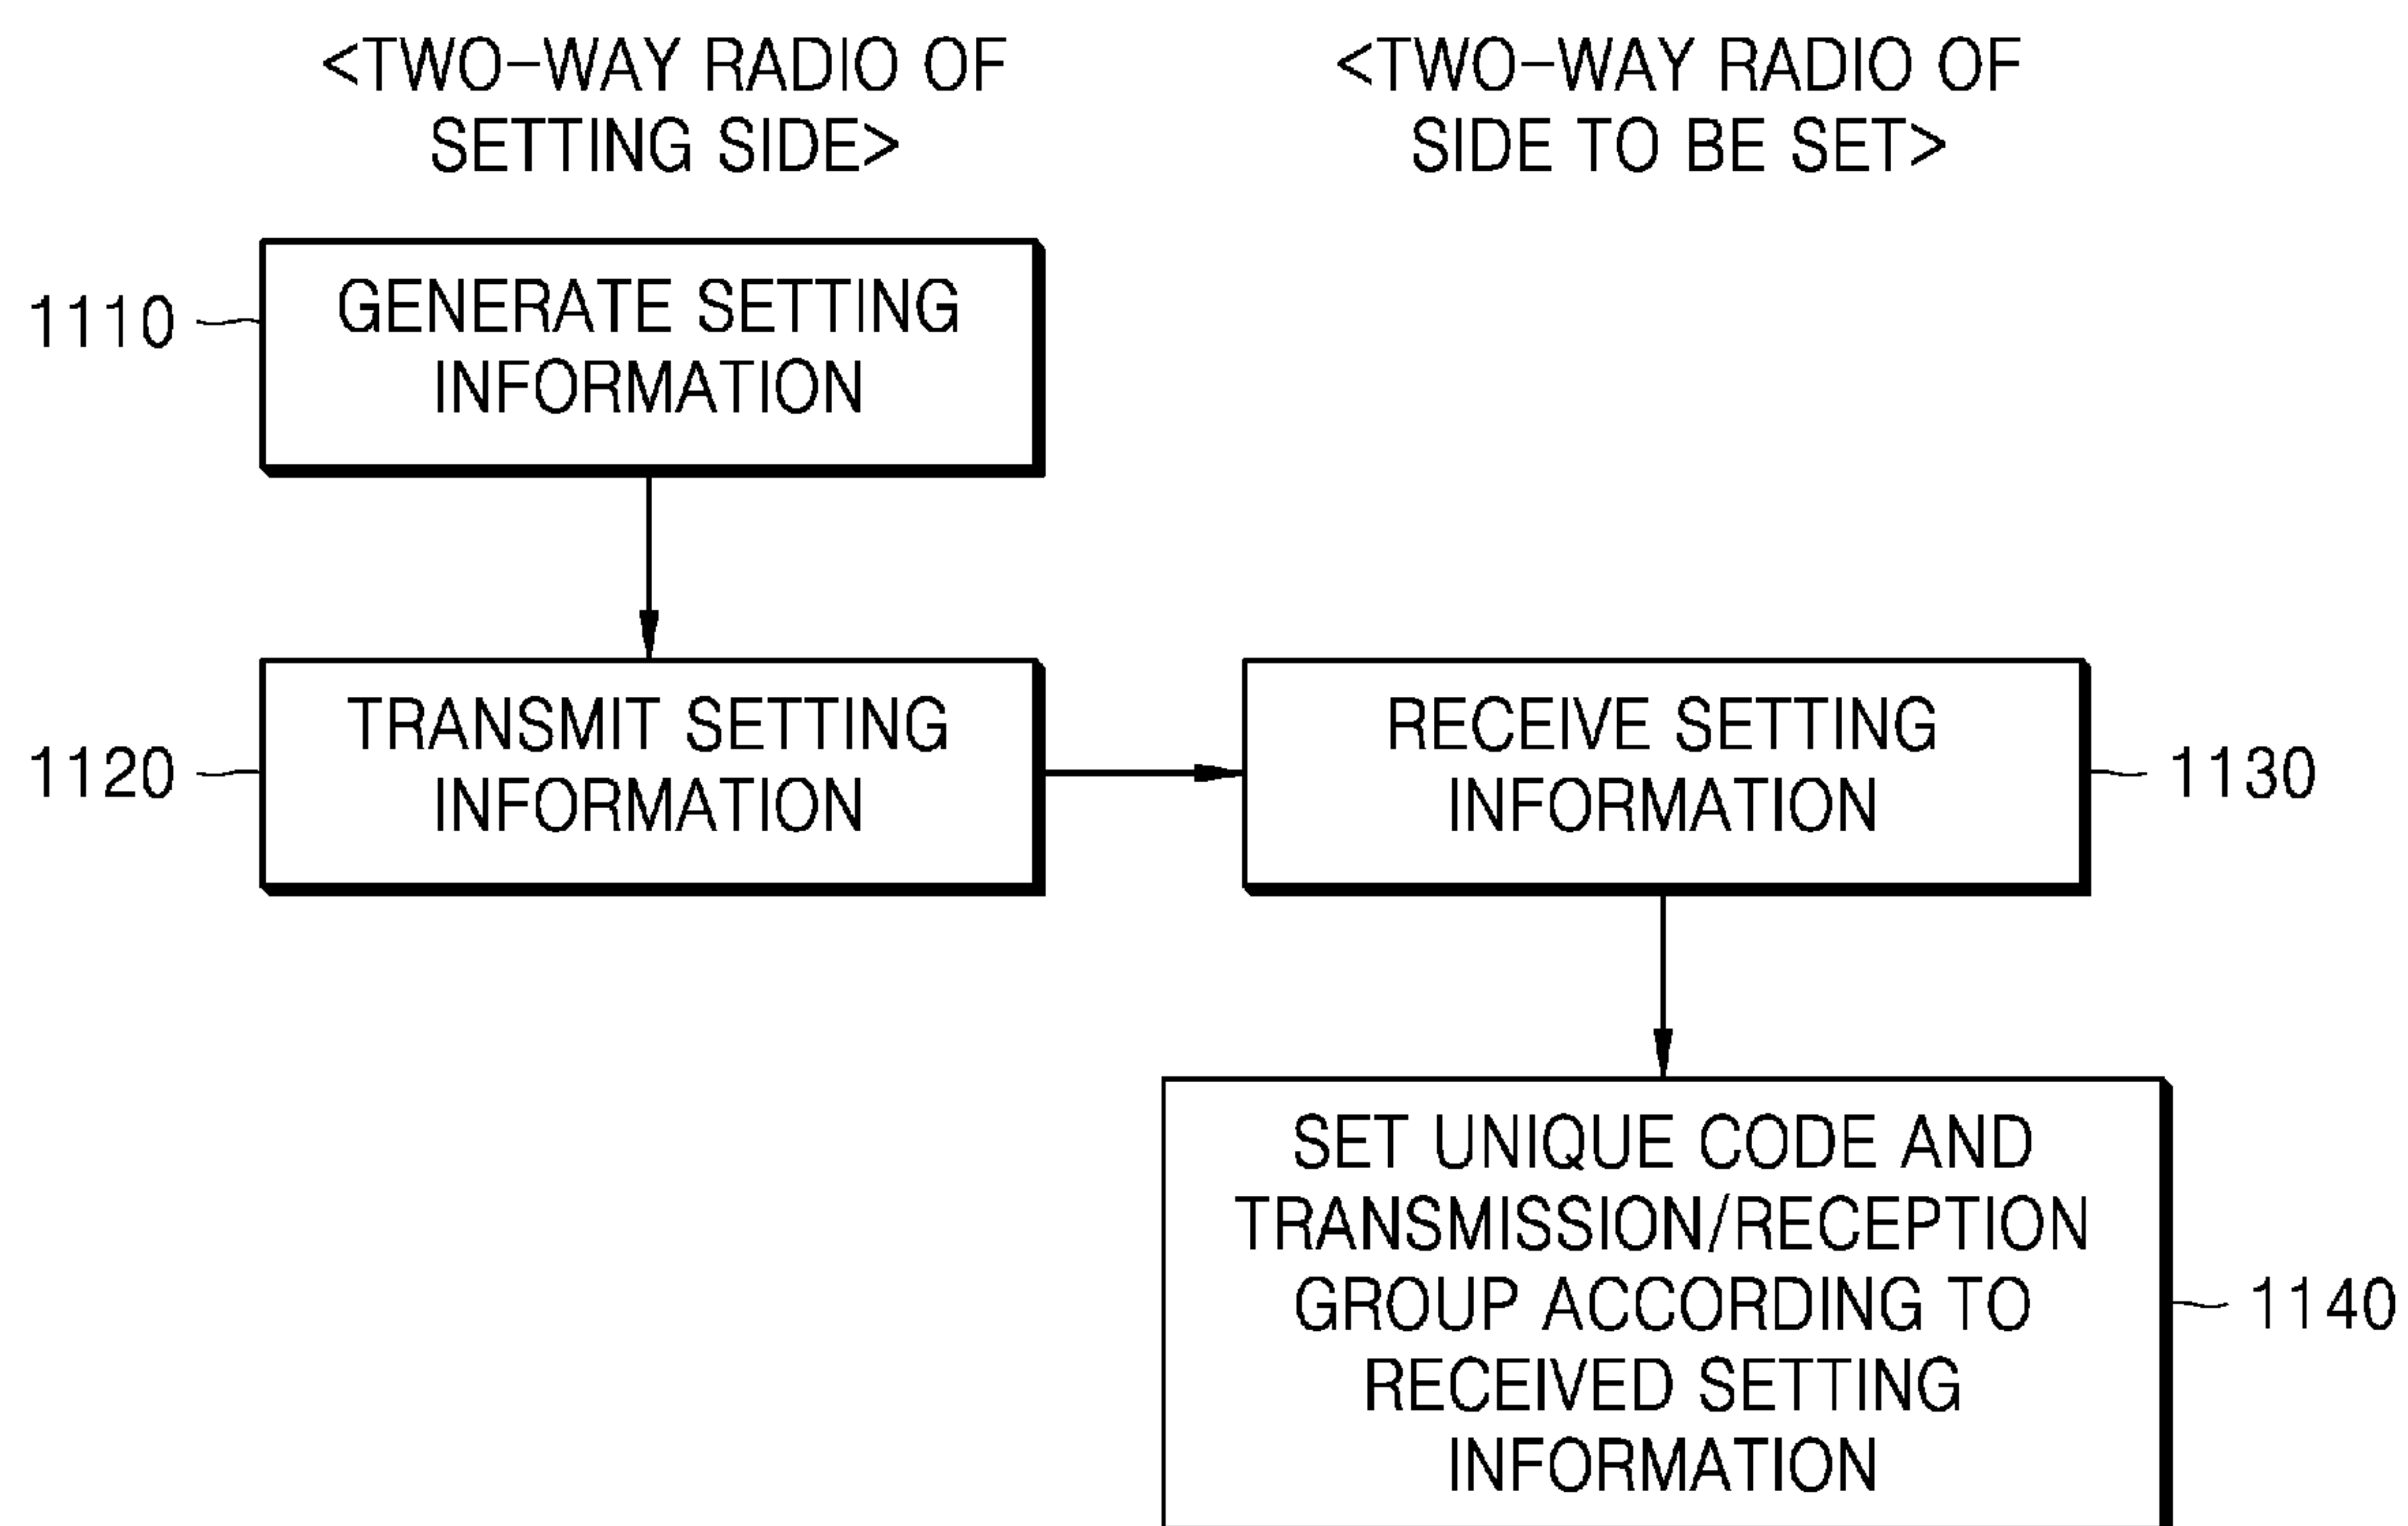 <TWO-WAY RADIO OF
SETTING SIDE>
<TWO-WAY RADIO OF
SIDE TO BE SET>
1110
GENERATE SETTING
INFORMATION
1120
TRANSMIT SETTING
INFORMATION
RECEIVE SETTING
INFORMATION
1130
SET UNIQUE CODE AND
TRANSMISSION/RECEPTION
GROUP ACCORDING TO
RECEIVED SETTING
INFORMATION
1140